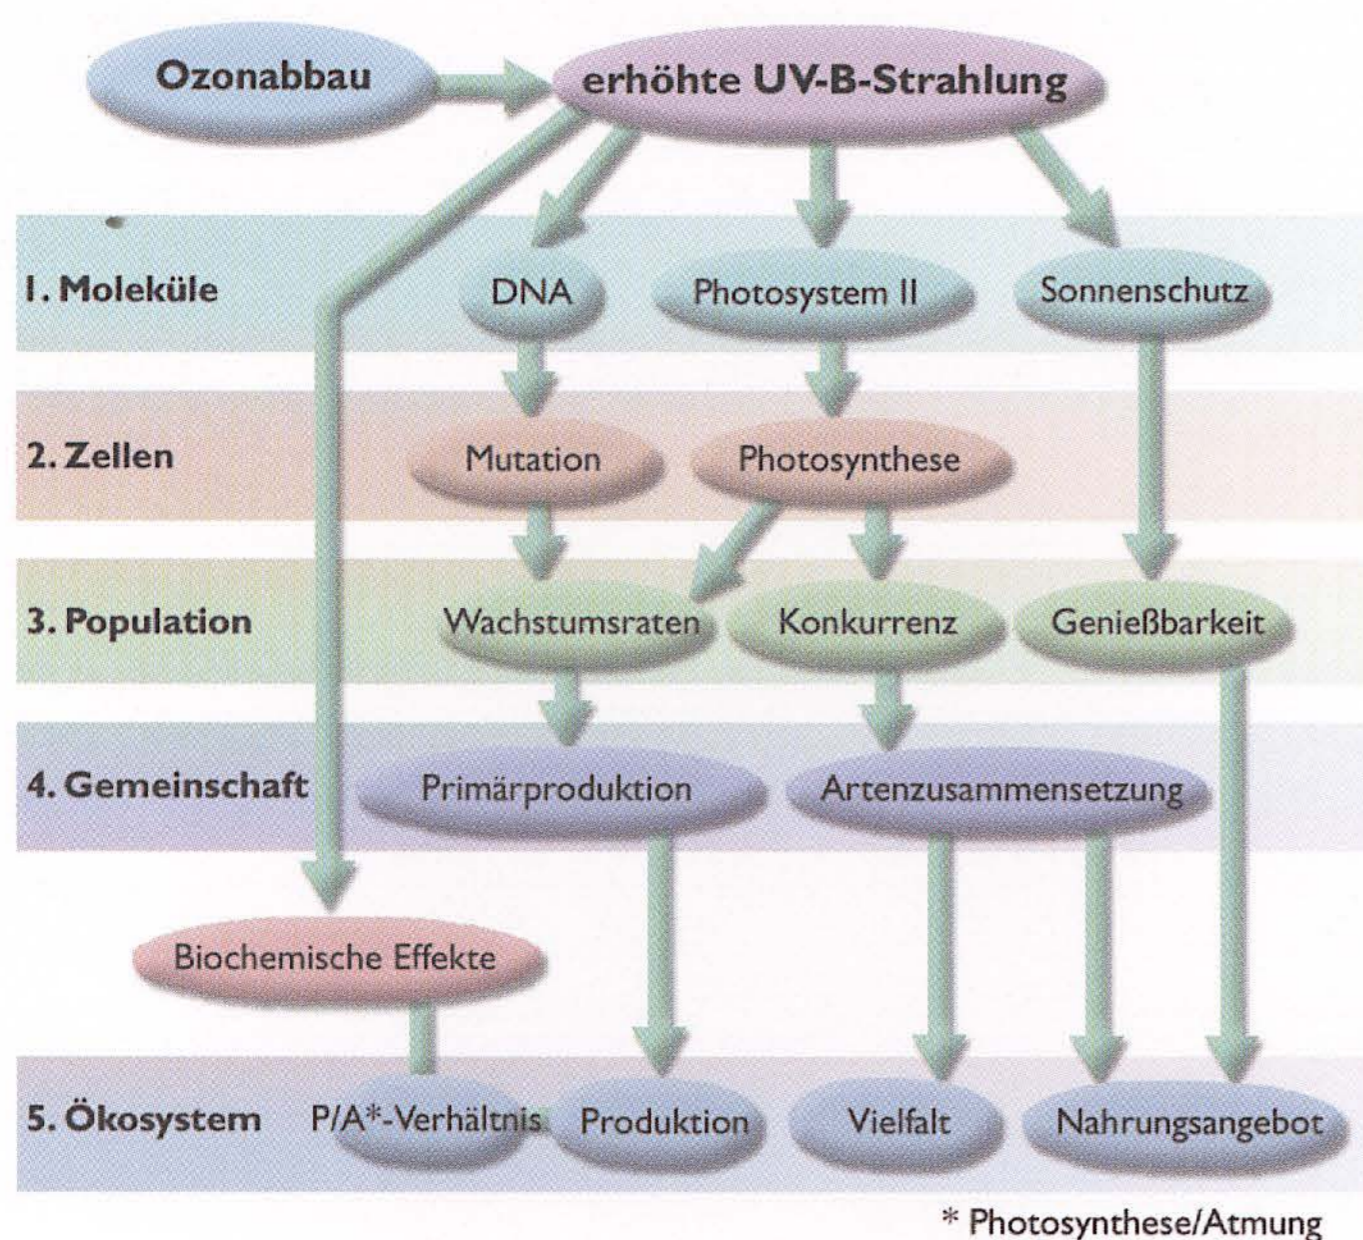 Ozonabbau
erhöhte UV-B-Strahlung
1. Moleküle
DNA
Photosystem II
Sonnenschutz
2. Zellen
Mutation
Photosynthese
3. Population
Wachstumsraten
Konkurrenz
Genießbarkeit
4. Gemeinschaft
Primärproduktion
Artenzusammensetzung
Biochemische Effekte
5. Ökosystem
P/A*-Verhältnis
Produktion
Vielfalt
Nahrungsangebot
* Photosynthese/Atmung